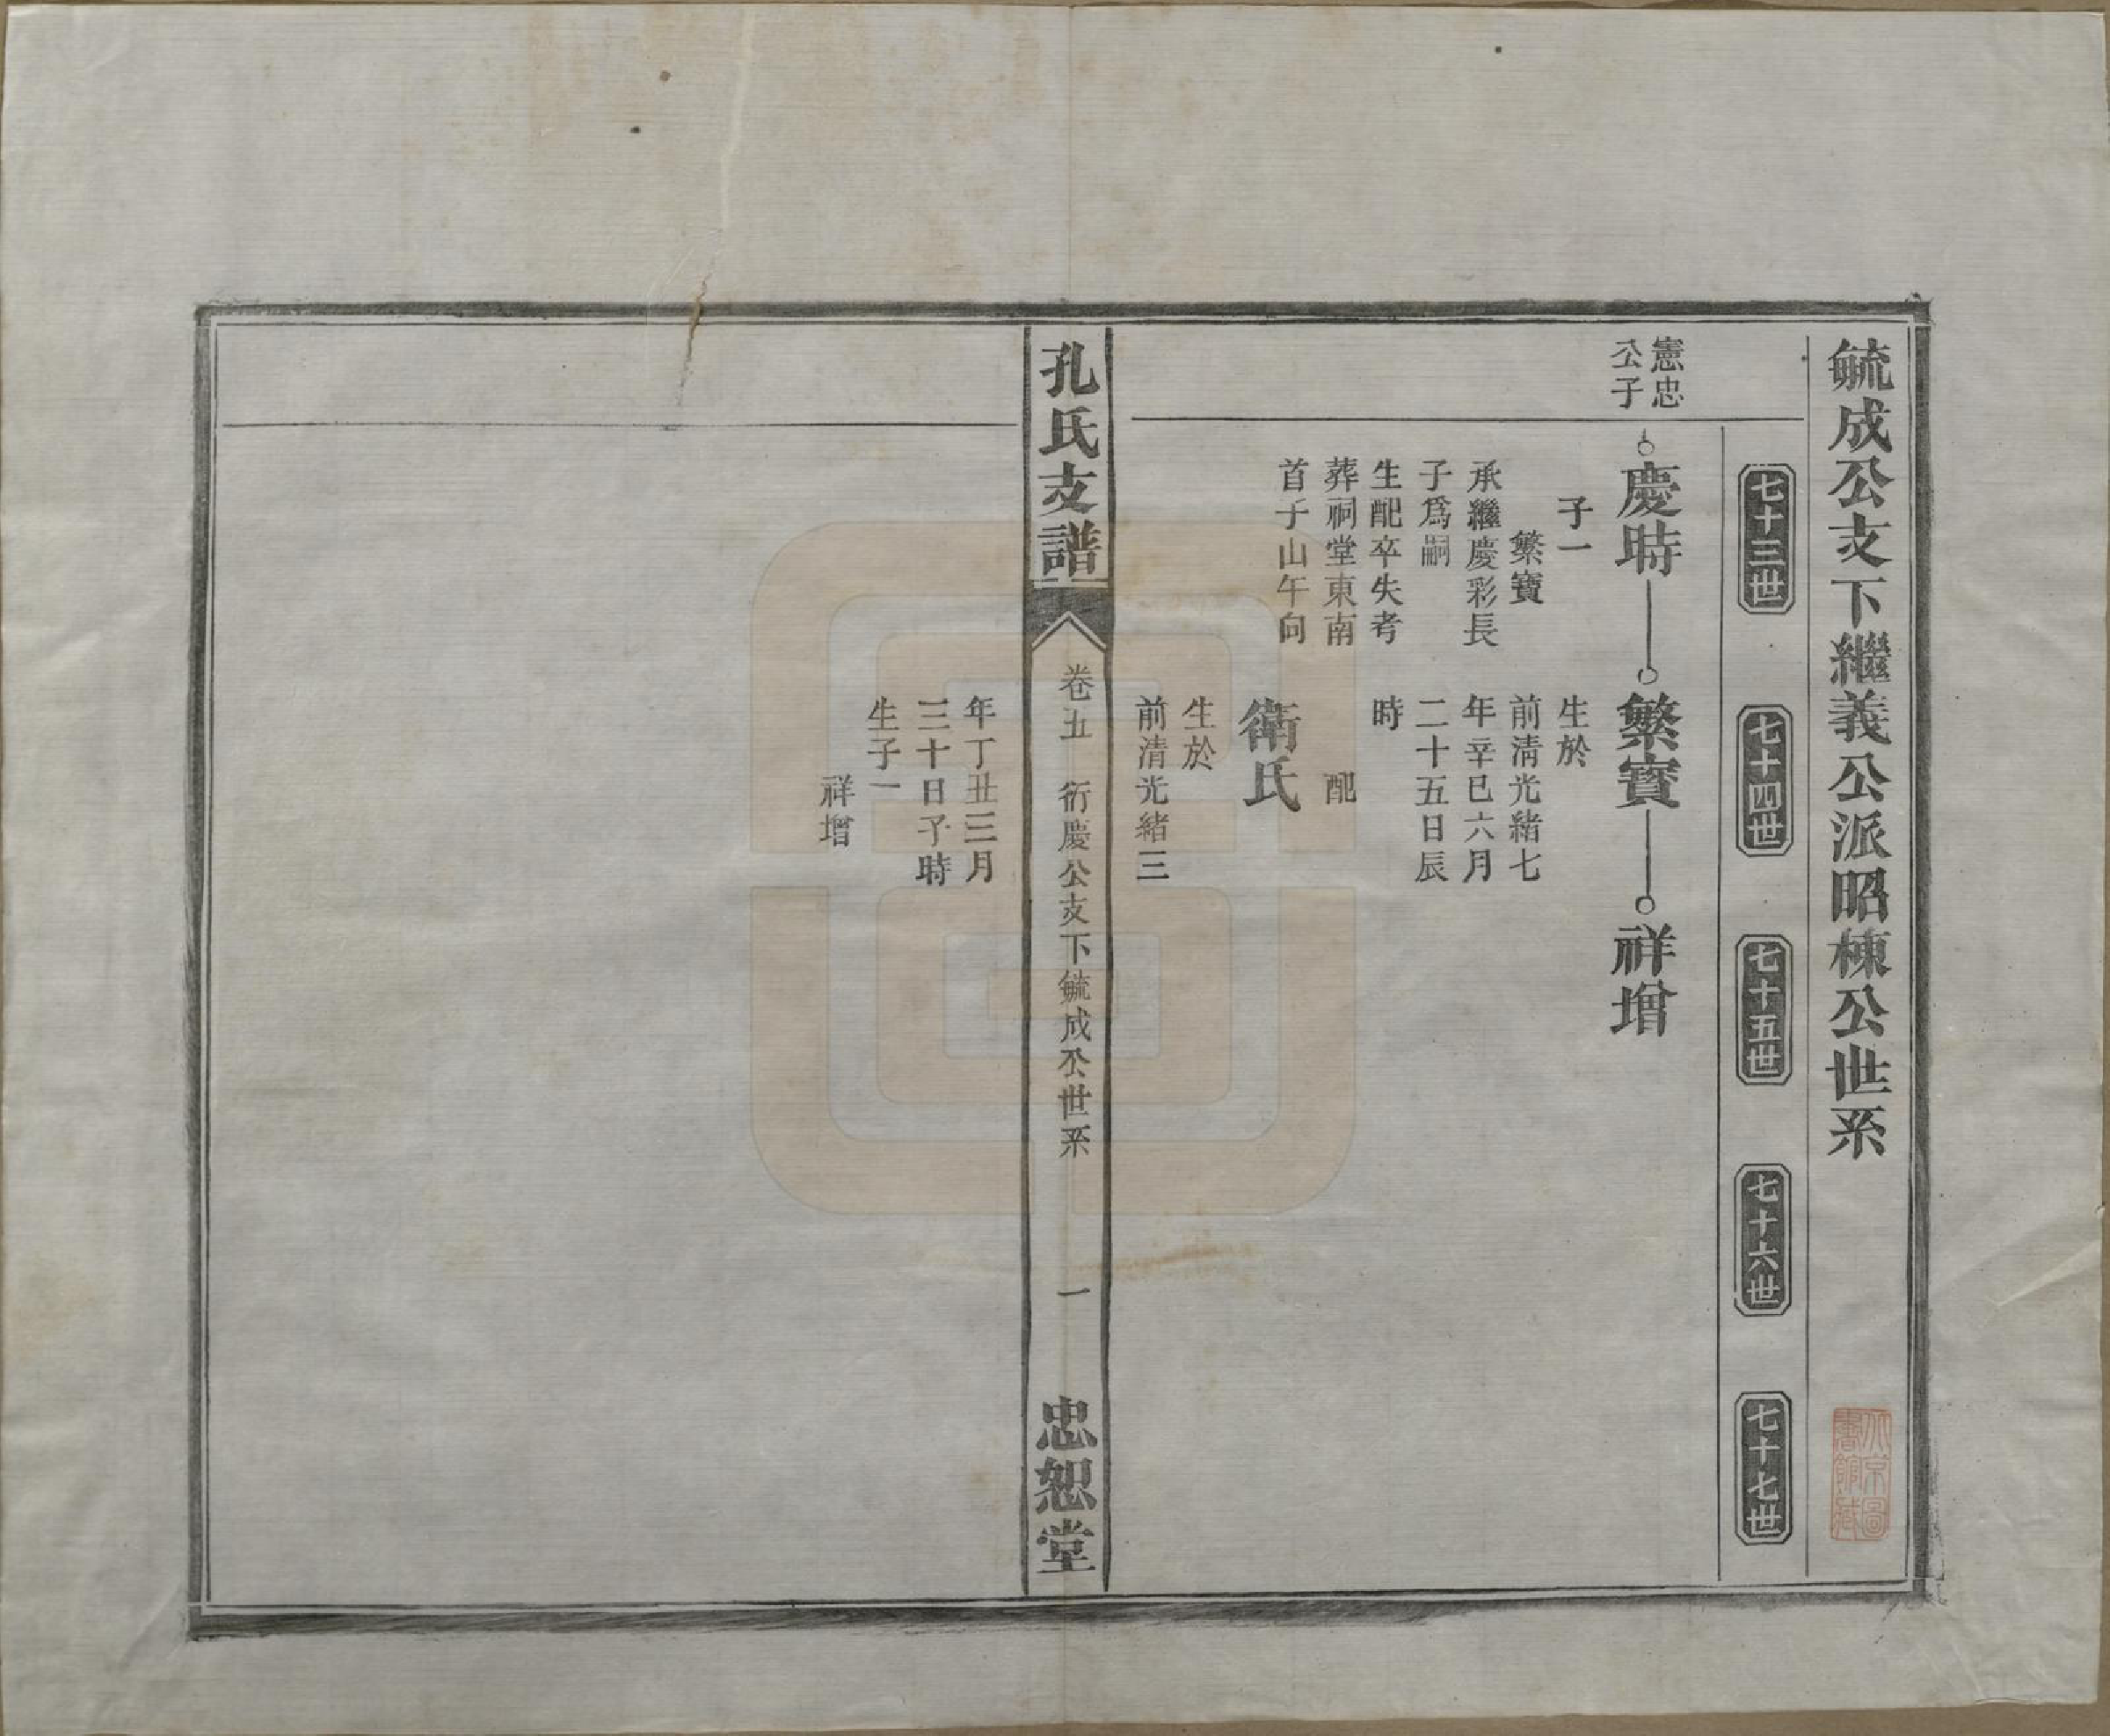 毓成公支下繼義公派昭棟公世系
七十三世
七十四世
七十五世
七十六世
七十七世
憲忠
公子
慶時
繁寶
祥增
子一
繁寶
承繼慶彩長
子爲嗣
生配卒失考
葬祠堂東南
首子山午向
生於
前清光緒七
年辛巳六月
二十五日辰
時
配
衛氏
生於
前清光緒三
孔氏支譜
卷五
衍慶公支下毓成公世系
一
忠恕堂
年丁丑三月
三十日子時
生子一
祥增
北京圖
書館藏